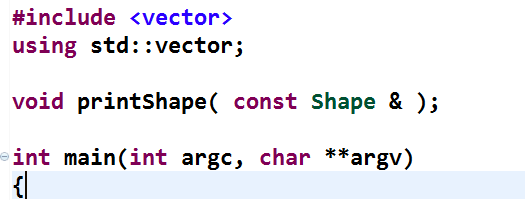 #include <vector>
using std::vector;
void printShape( const Shape & );
int main(int argc, char **argv)
{